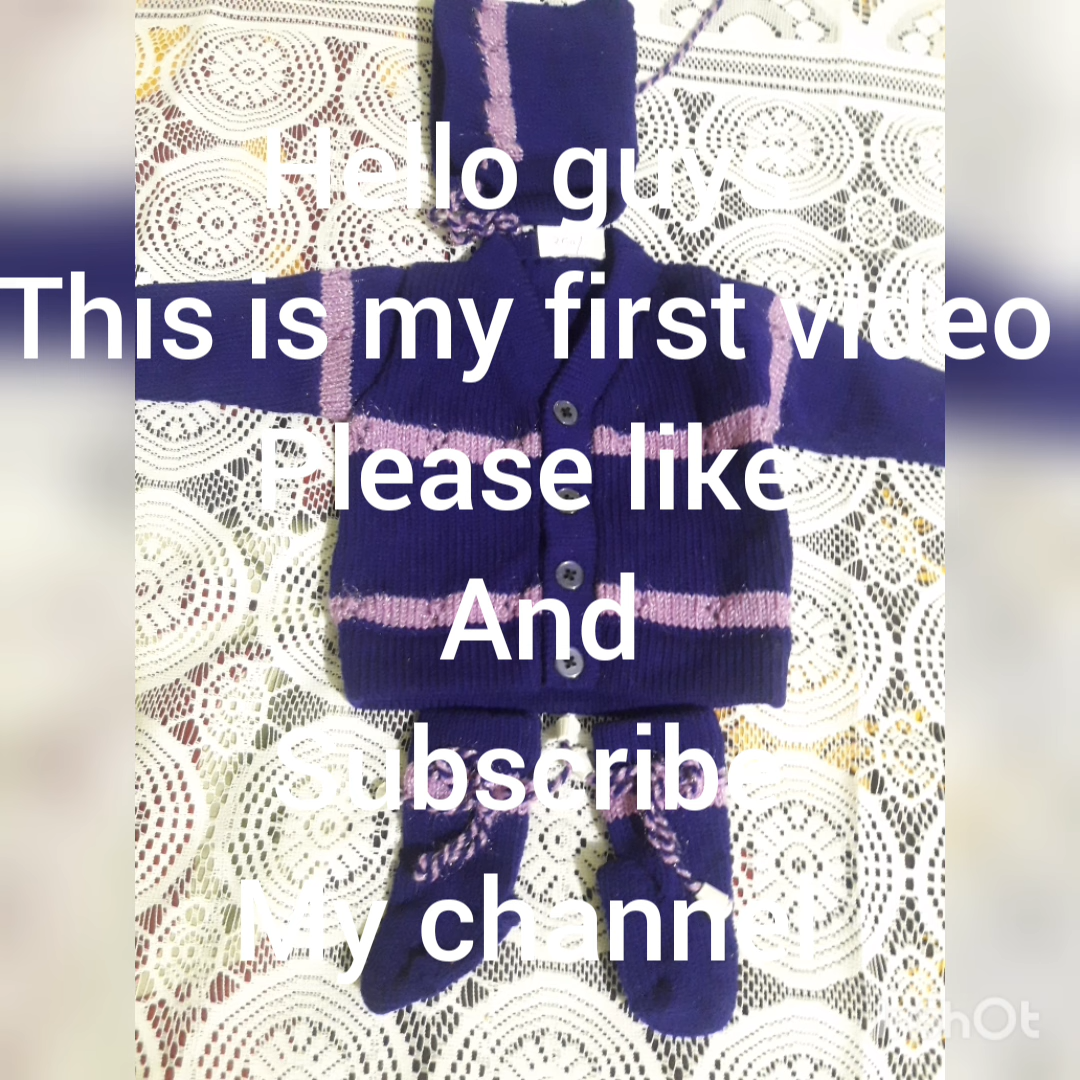 Hello guys
This is my first video
Please like
And
Subscribe
My channel